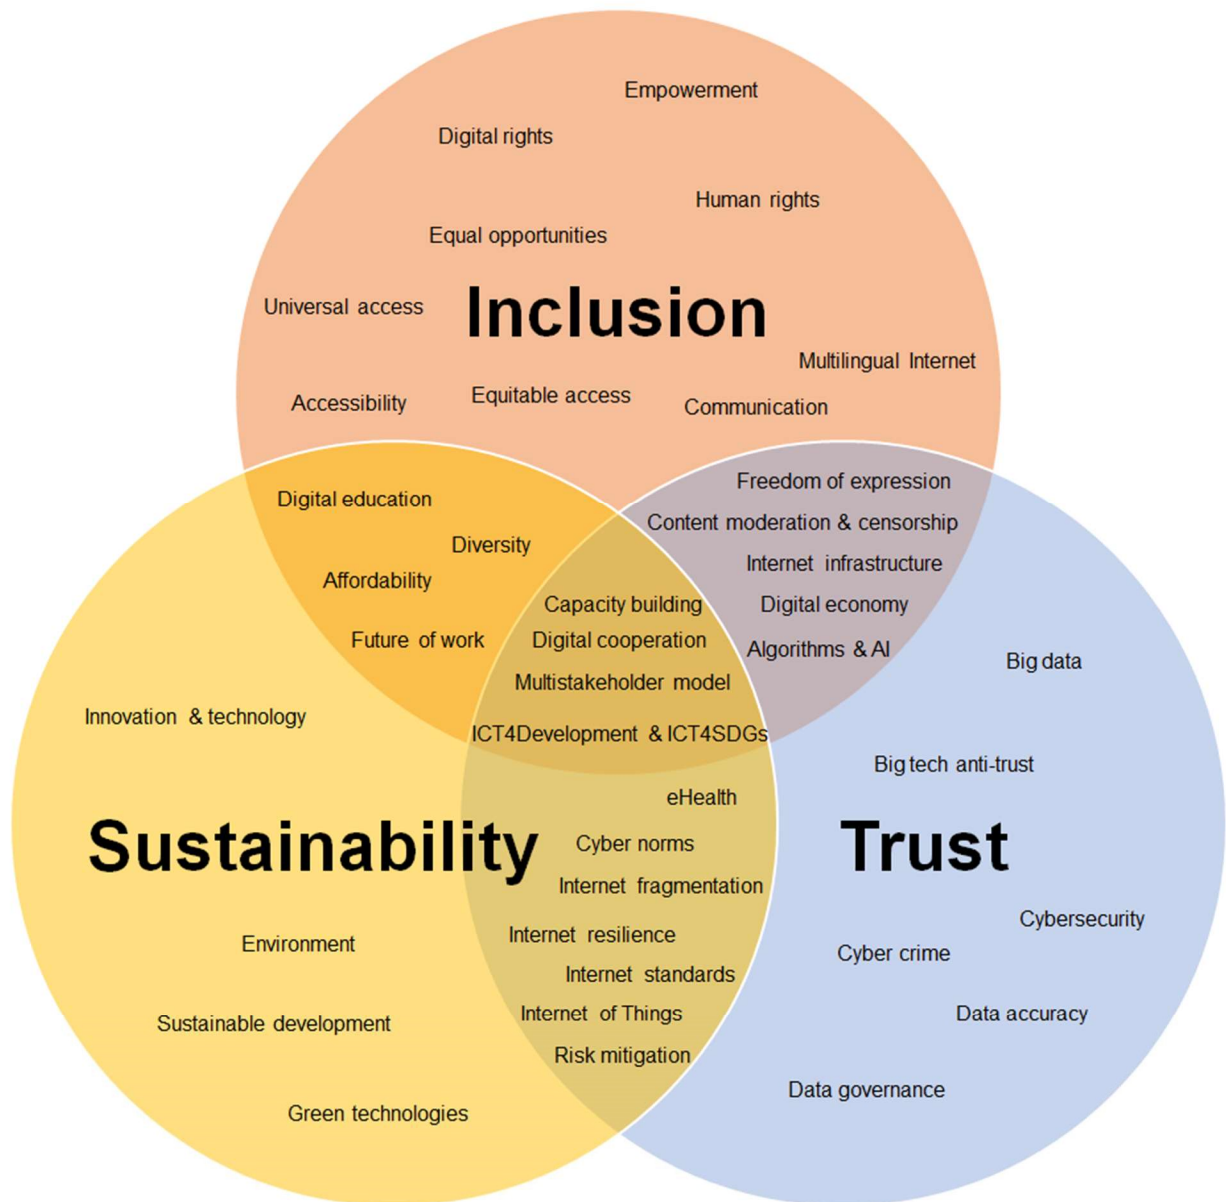 Empowerment
Digital rights
Human rights
Equal opportunities
Universal access
Inclusion
Multilingual Internet
Accessibility
Equitable access
Communication
Freedom of expression
Digital education
Content moderation & censorship
Diversity
Internet infrastructure
Affordability
Capacity building
Digital economy
Future of work
Digital cooperation
Algorithms & AI
Big data
Multistakeholder model
Innovation & technology
ICT4Development & ICT4SDGs
Big tech anti-trust
eHealth
Sustainability
Trust
Cyber norms
Internet fragmentation
Cybersecurity
Internet resilience
Environment
Cyber crime
Internet standards
Internet of Things
Data accuracy
Sustainable development
Risk mitigation
Data governance
Green technologies